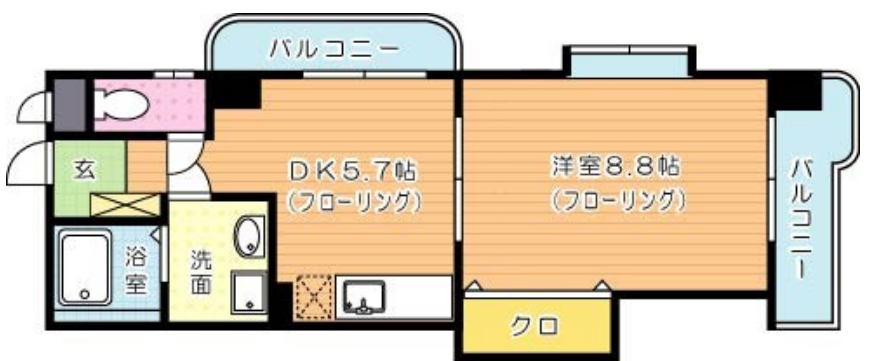 バルコニー
玄
DK5.7帖
(フローリング)
洋室8.8帖
(フローリング)
バルコニー
浴室
洗面
クロ